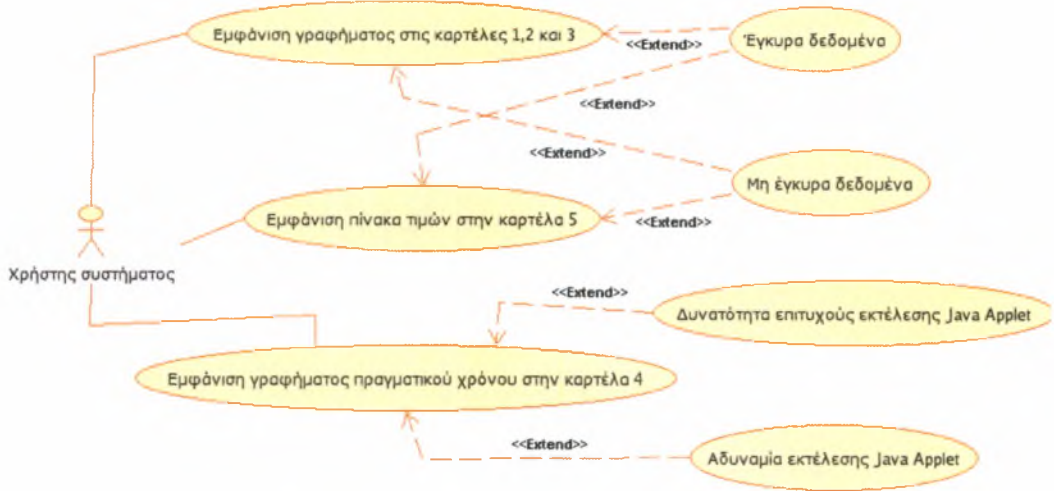 Εμφάνιση γραφήματος στις καρτέλες 1,2 και 3
<<Extend>>
Έγκυρα δεδομένα
<<Extend>>
<<Extend>>
Μη έγκυρα δεδομένα
Εμφάνιση πίνακα τιμών στην καρτέλα 5
<<Extend>>
Χρήστης συστήματος
<<Extend>>
Δυνατότητα επιτυχούς εκτέλεσης Java Applet
Εμφάνιση γραφήματος πραγματικού χρόνου στην καρτέλα 4
<<Extend>>
Αδυναμία εκτέλεσης Java Applet